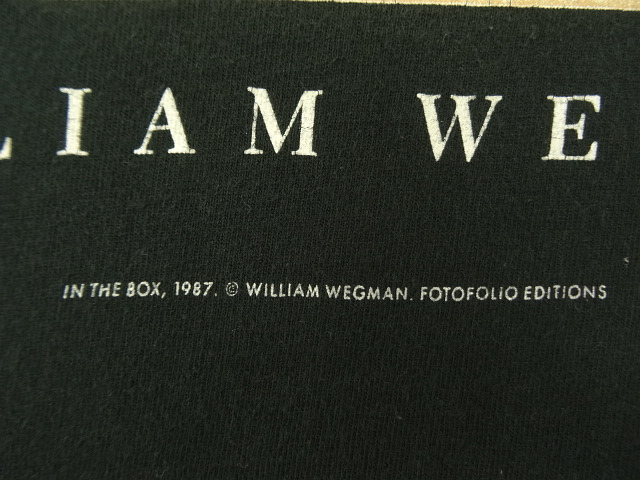 LIAM WE
IN THE BOX, 1987. © WILLIAM WEGMAN. FOTOFOLIO EDITIONS